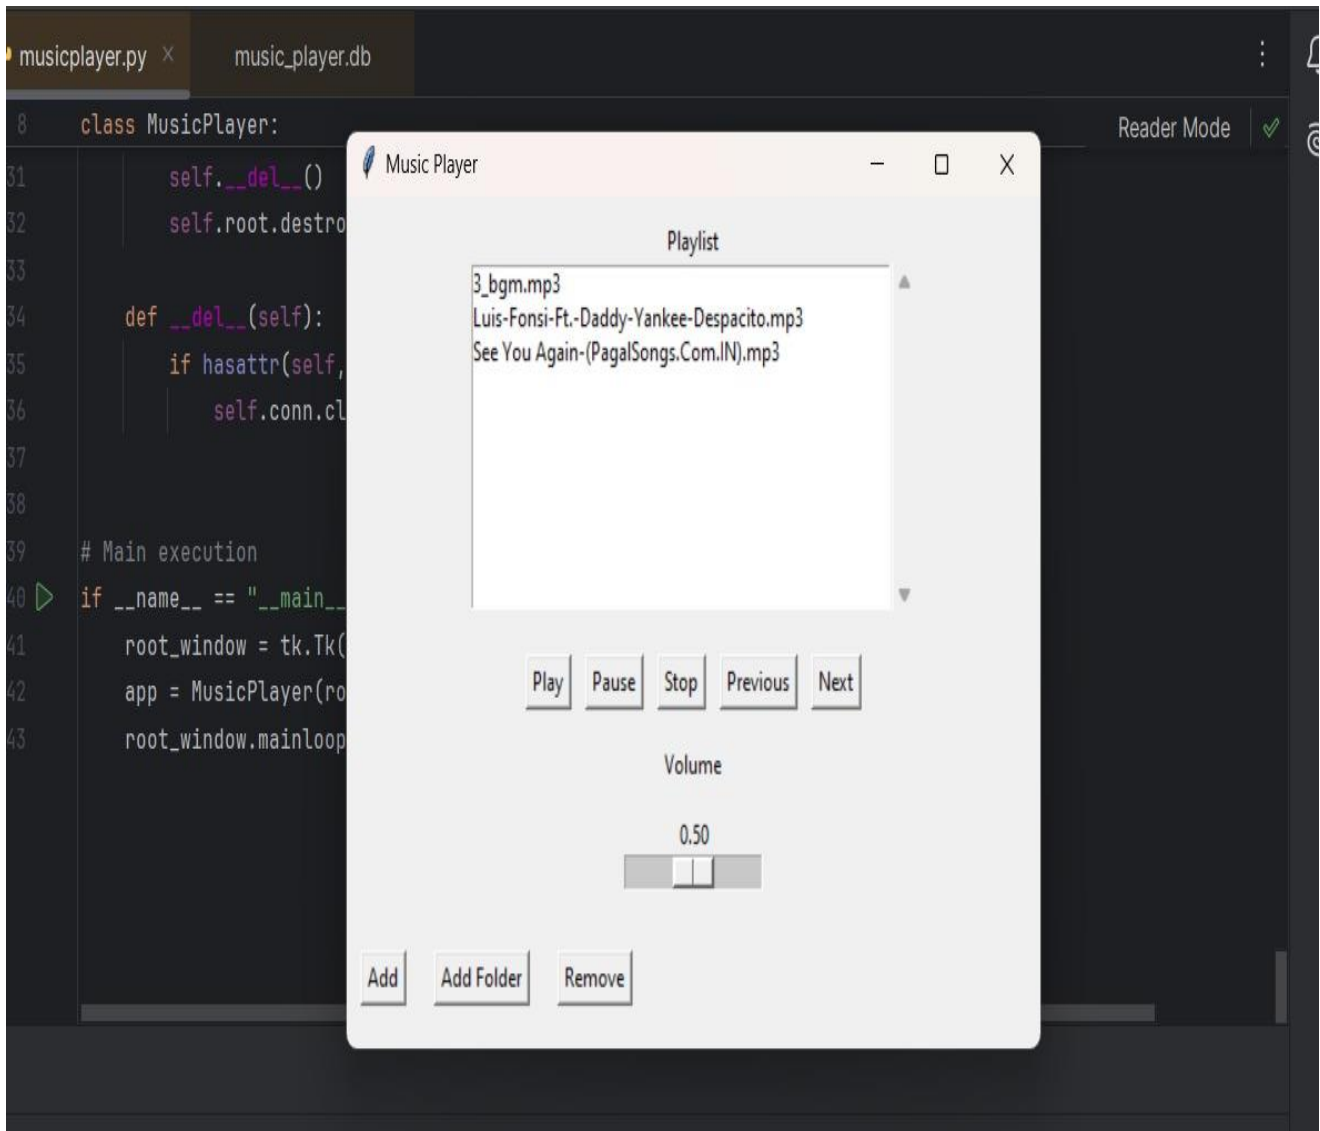 musicplayer.py
music_player.db
8 class MusicPlayer:
Reader Mode
31 self.__del__()
32 self.root.destro
33
34 def __del__(self):
35 if hasattr(self,
36 self.conn.cl
37
38
39 # Main execution
40 if __name__ == "__main__
41 root_window = tk.Tk(
42 app = MusicPlayer(ro
43 root_window.mainloop
Music Player
Playlist
3_bgm.mp3
Luis-Fonsi-Ft.-Daddy-Yankee-Despacito.mp3
See You Again-(PagalSongs.Com.IN).mp3
Play Pause Stop Previous Next
Volume
0.50
Add Add Folder Remove